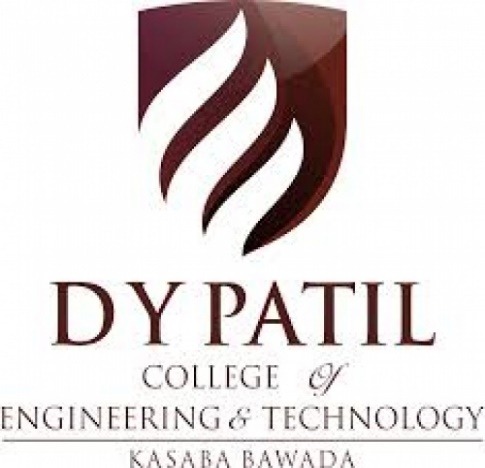 DY PATIL
COLLEGE Of
ENGINEERING & TECHNOLOGY
KASABA BAWADA